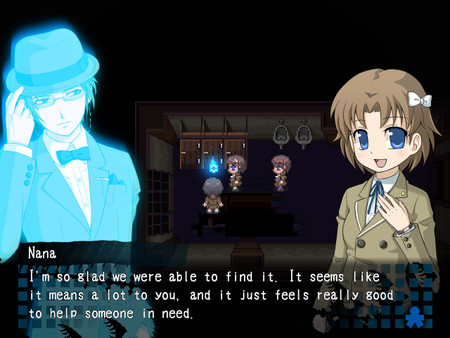 Nana
I'm so glad we were able to find it. It seems like
it means a lot to you, and it just feels really good
to help someone in need.